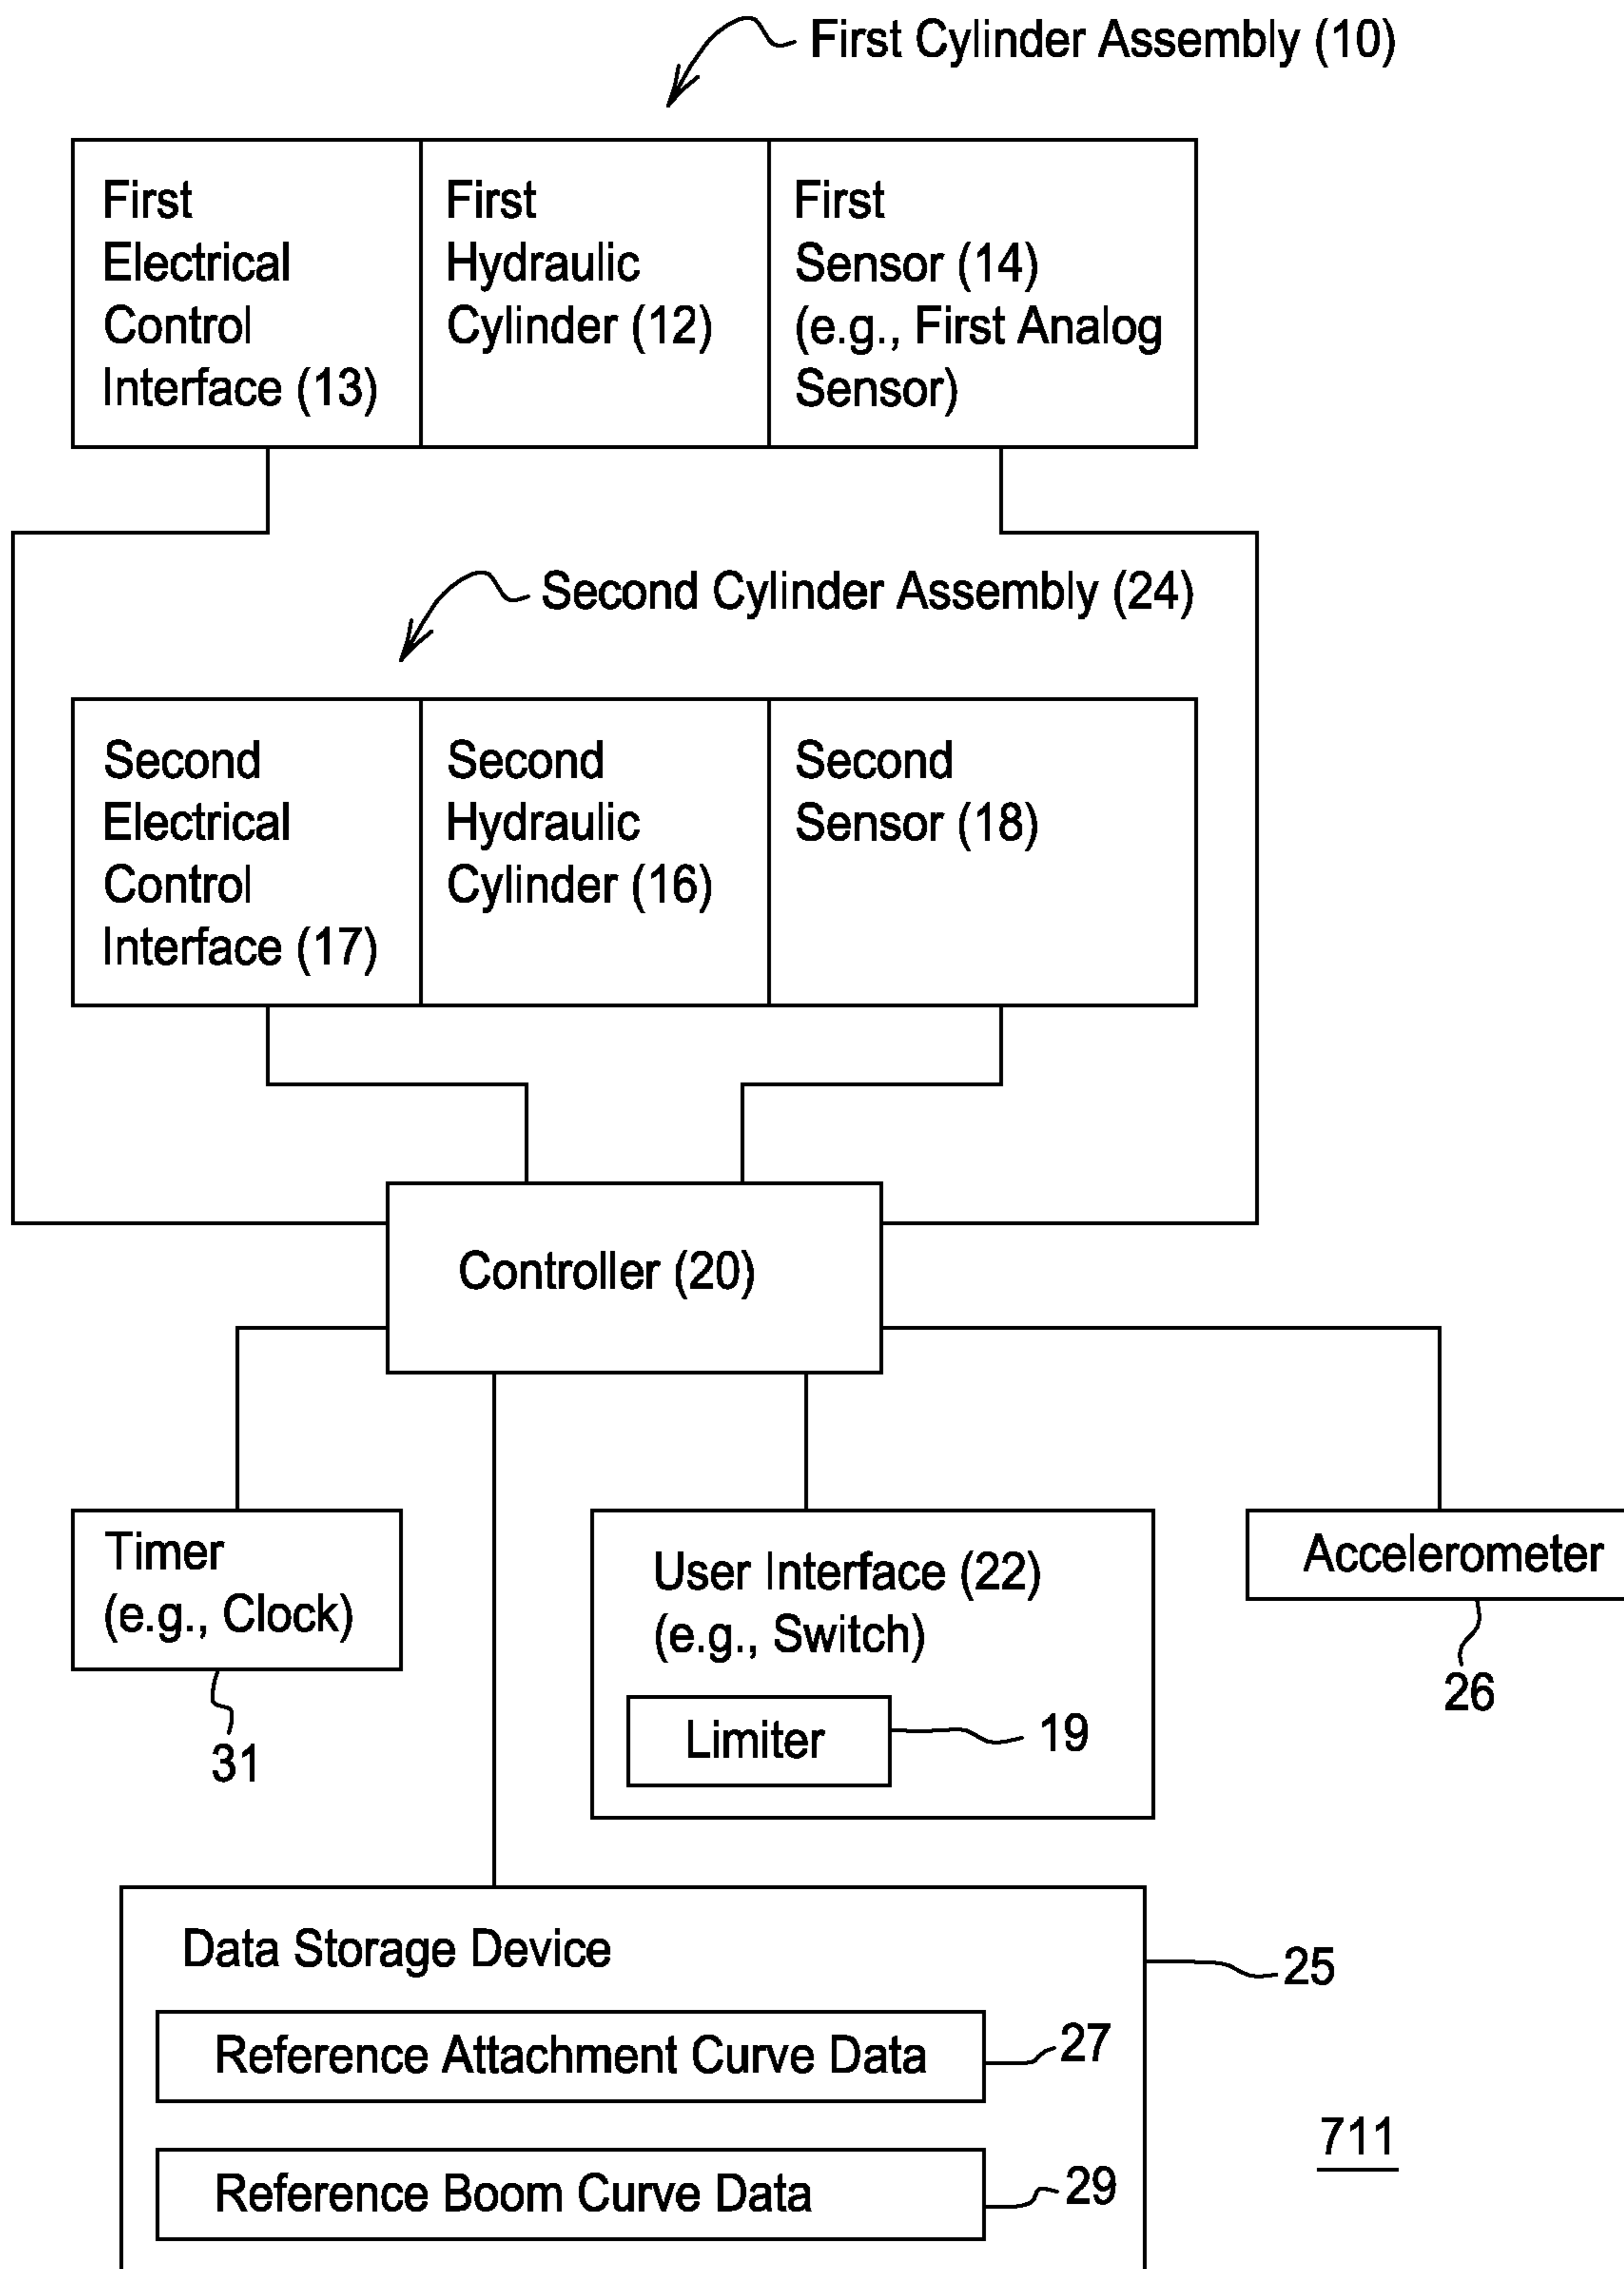 First Cylinder Assembly (10)
First
Electrical
Control
Interface (13)
First
Hydraulic
Cylinder (12)
First
Sensor (14)
(e.g., First Analog
Sensor)
Second Cylinder Assembly (24)
Second
Electrical
Control
Interface (17)
Second
Hydraulic
Cylinder (16)
Second
Sensor (18)
Controller (20)
Timer
(e.g., Clock)
31
User Interface (22)
(e.g., Switch)
Limiter
19
Accelerometer
26
Data Storage Device
25
Reference Attachment Curve Data
27
Reference Boom Curve Data
29
711